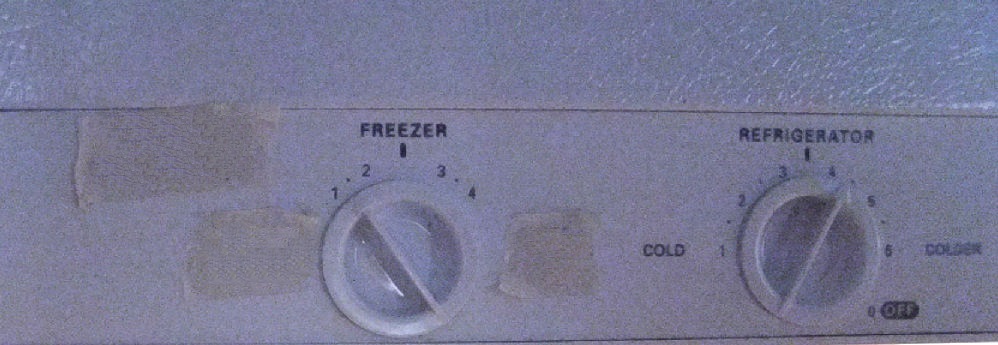 FREEZER
1 2 3 4
REFRIGERATOR
COLD 1 2 3 4 5 6 COLDER
0 OFF